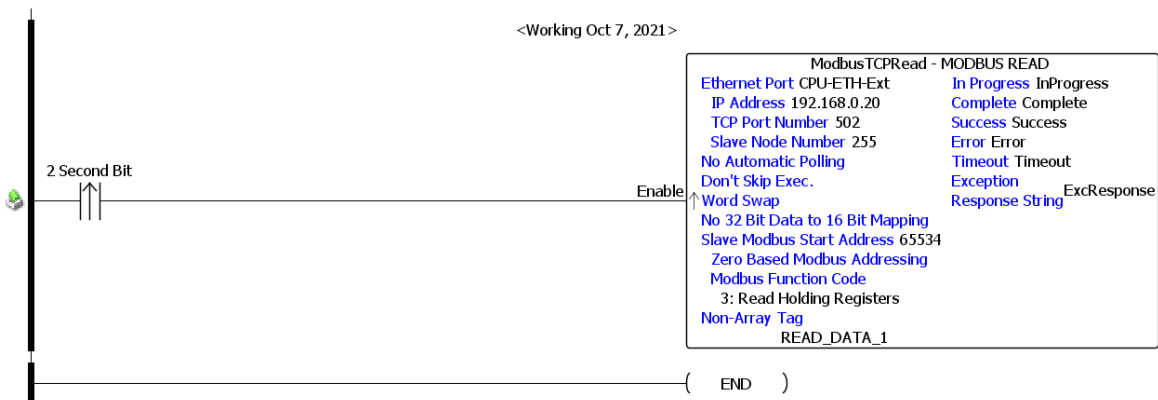 <Working Oct 7, 2021>
ModbusTCPRead - MODBUS READ
Ethernet Port CPU-ETH-Ext In Progress InProgress
IP Address 192.168.0.20 Complete Complete
TCP Port Number 502 Success Success
Slave Node Number 255 Error Error
No Automatic Polling Timeout Timeout
2 Second Bit
Enable Don't Skip Exec. Exception
Word Swap Response String ExcResponse
No 32 Bit Data to 16 Bit Mapping
Slave Modbus Start Address 65534
Zero Based Modbus Addressing
Modbus Function Code
3: Read Holding Registers
Non-Array Tag
READ_DATA_1
( END )